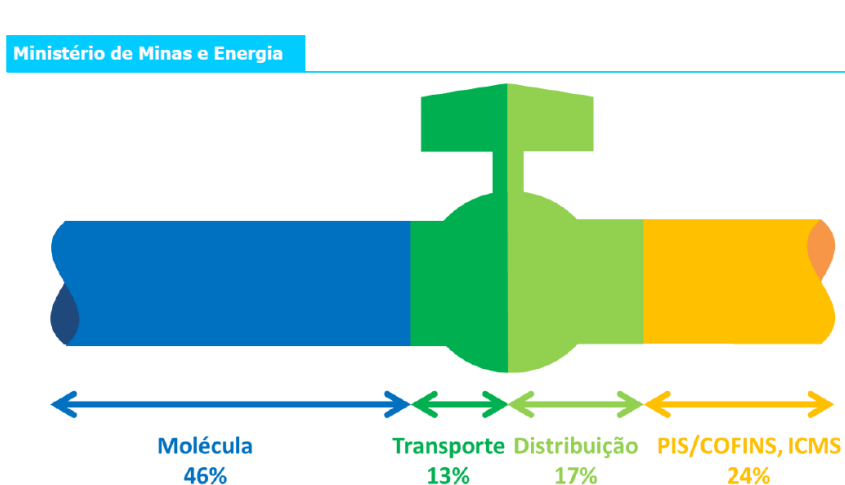 Ministério de Minas e Energia
Molécula
46%
Transporte
13%
Distribuição
17%
PIS/COFINS, ICMS
24%